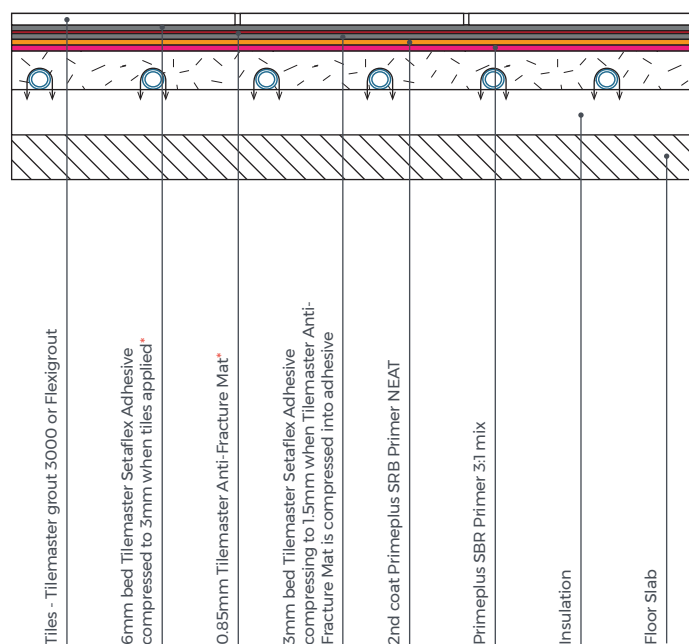 Tiles - Tilemaster grout 3000 or Flexigrout
6mm bed Tilemaster Setaflex Adhesive
compressed to 3mm when tiles applied*
0.85mm Tilemaster Anti-Fracture Mat*
3mm bed Tilemaster Setaflex Adhesive
compressing to 1.5mm when Tilemaster Anti-
Fracture Mat is compressed into adhesive
2nd coat Primeplus SRB Primer NEAT
Primeplus SBR Primer 3:1 mix
Insulation
Floor Slab